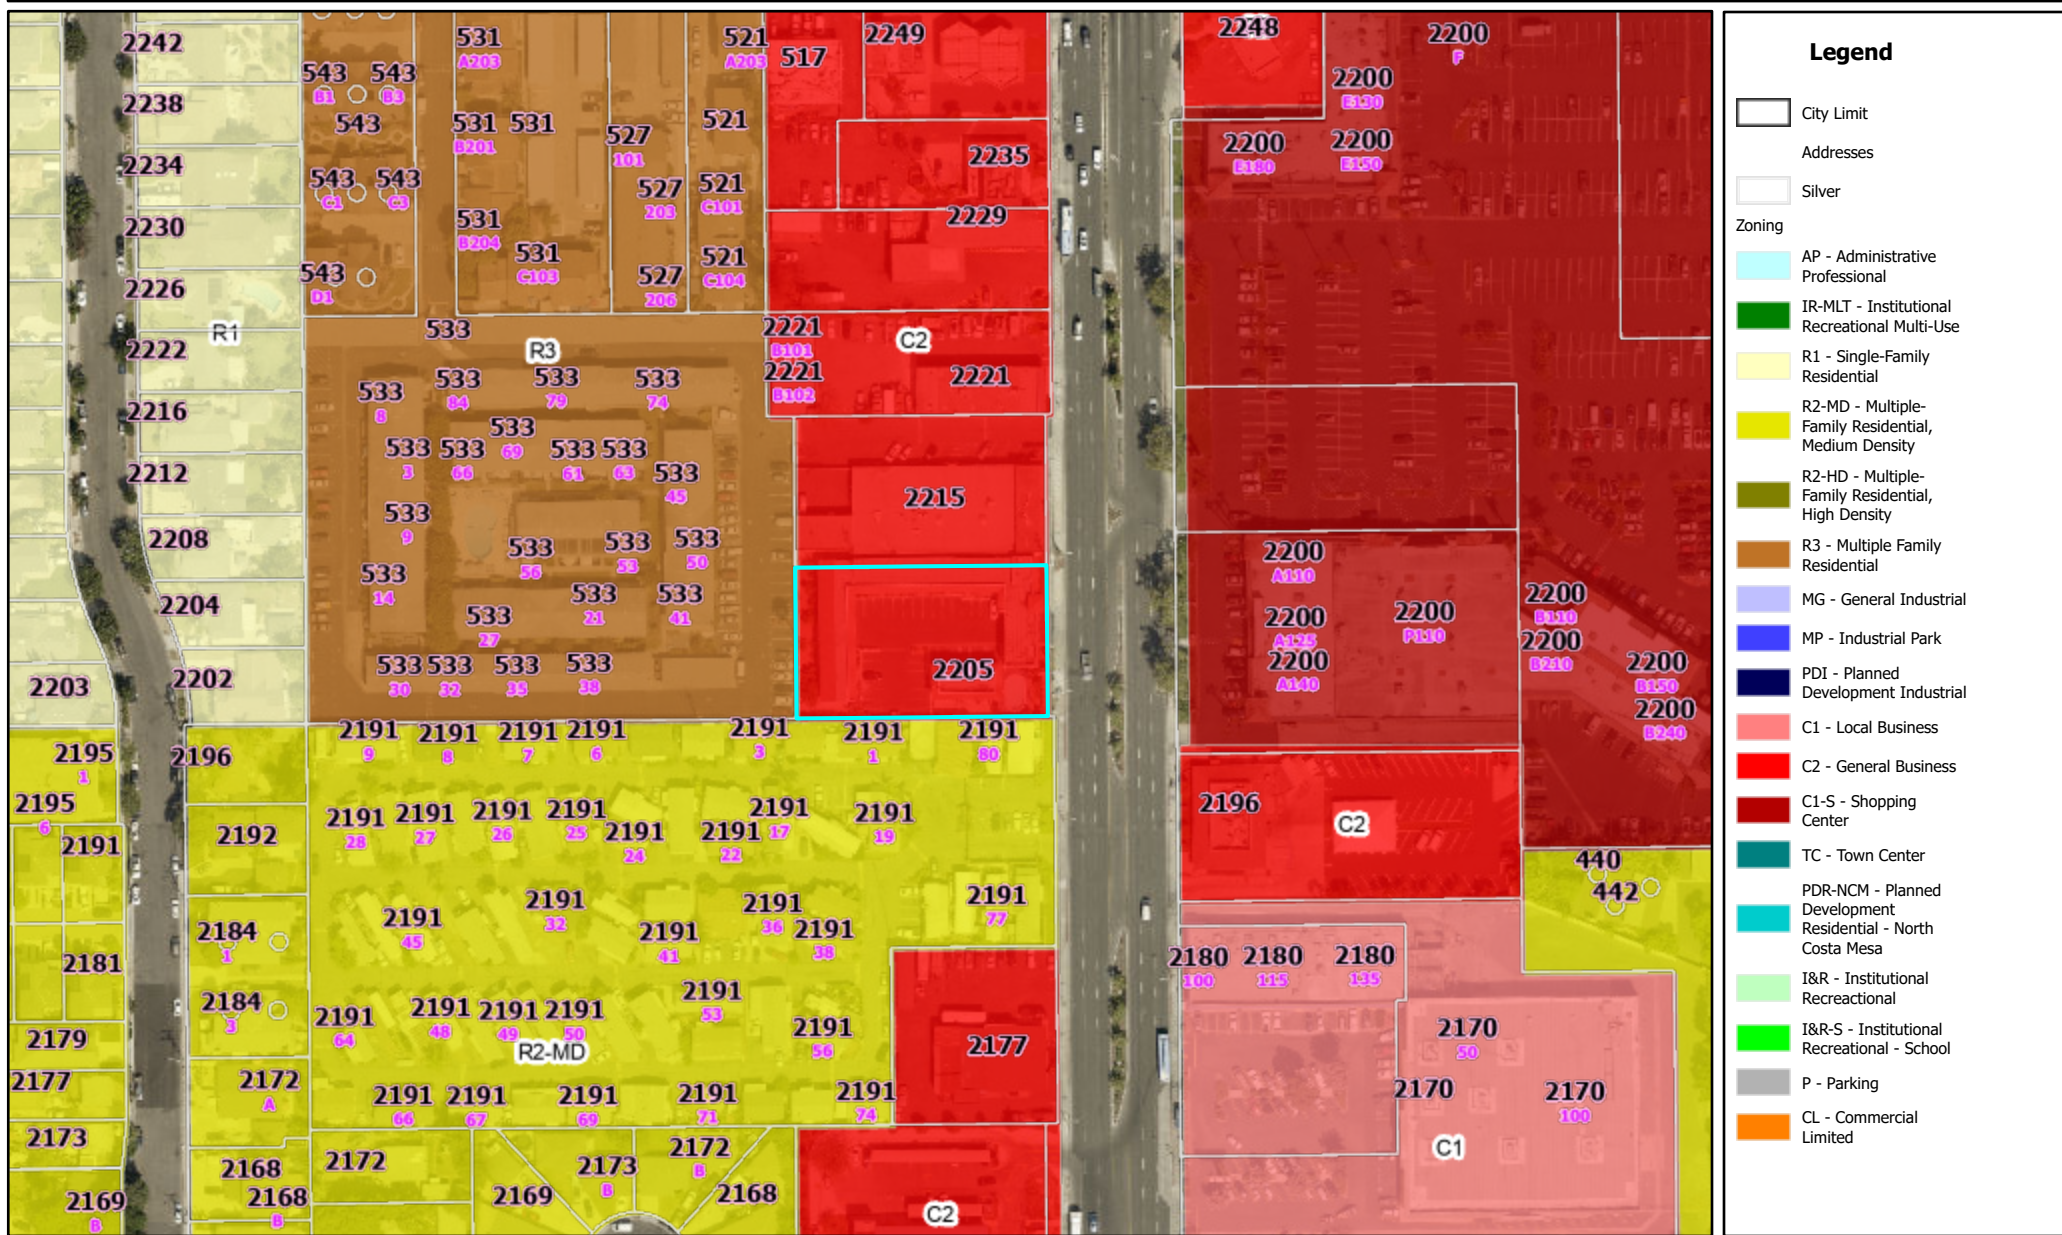 2242
2238
2234
2230
2226
R1
2222
2216
2212
2208
2204
2202
2203
543
B1
543
B3
543
543
C1
543
C3
543
D1
531
A203
531
B201
531
531
B204
531
C103
527
101
527
203
527
206
521
A203
521
521
C101
521
C104
517
2249
2235
2229
2221
B101
2221
B102
C2
2221
2215
2205
533
R3
533
8
533
84
533
79
533
74
533
3
533
66
533
69
533
61
533
63
533
45
533
9
533
56
533
53
533
50
533
14
533
27
533
21
533
41
533
30
533
32
533
35
533
38
2248
2200
F
2200
E130
2200
E180
2200
E150
2200
A110
2200
A125
2200
A140
2200
P110
2200
B110
2200
B210
2200
B150
2200
B240
2195
1
2195
6
2191
2181
2179
2177
2173
2169
B
2196
2192
2184
1
2184
3
2172
A
2168
2168
B
2191
9
2191
8
2191
7
2191
6
2191
3
2191
1
2191
80
2191
28
2191
27
2191
26
2191
25
2191
24
2191
22
2191
17
2191
19
2191
45
2191
32
2191
41
2191
36
2191
38
2191
77
2191
64
2191
48
2191
49
2191
50
R2-MD
2191
53
2191
56
2191
66
2191
67
2191
69
2191
71
2191
74
2172
2169
2173
B
2172
B
2168
2177
C2
2196
C2
440
442
2180
100
2180
115
2180
135
2170
50
2170
2170
100
C1
Legend
City Limit
Addresses
Silver
Zoning
AP - Administrative
Professional
IR-MLT - Institutional
Recreational Multi-Use
R1 - Single-Family
Residential
R2-MD - Multiple-
Family Residential,
Medium Density
R2-HD - Multiple-
Family Residential,
High Density
R3 - Multiple Family
Residential
MG - General Industrial
MP - Industrial Park
PDI - Planned
Development Industrial
C1 - Local Business
C2 - General Business
C1-S - Shopping
Center
TC - Town Center
PDR-NCM - Planned
Development
Residential - North
Costa Mesa
I&R - Institutional
Recreactional
I&R-S - Institutional
Recreational - School
P - Parking
CL - Commercial
Limited